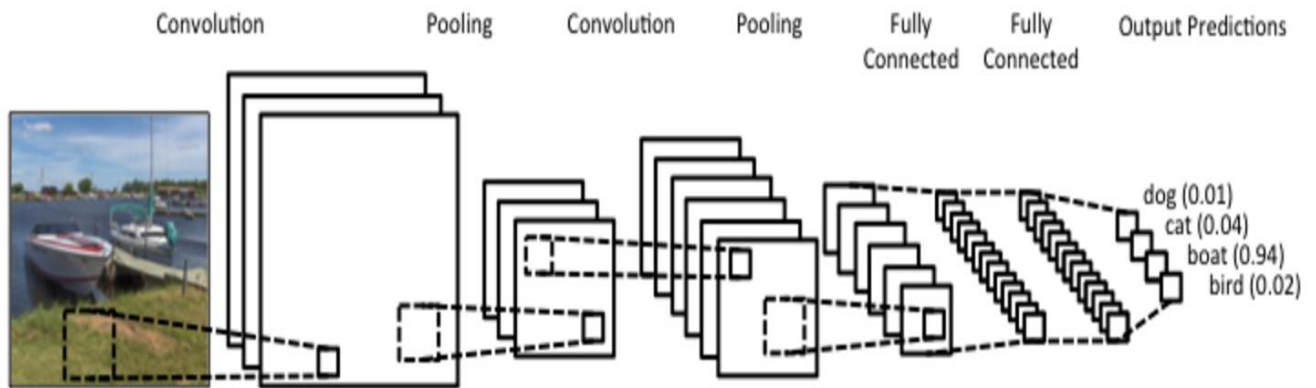 Convolution
Pooling
Convolution
Pooling
Fully
Connected
Fully
Connected
Output Predictions
dog (0.01)
cat (0.04)
boat (0.94)
bird (0.02)